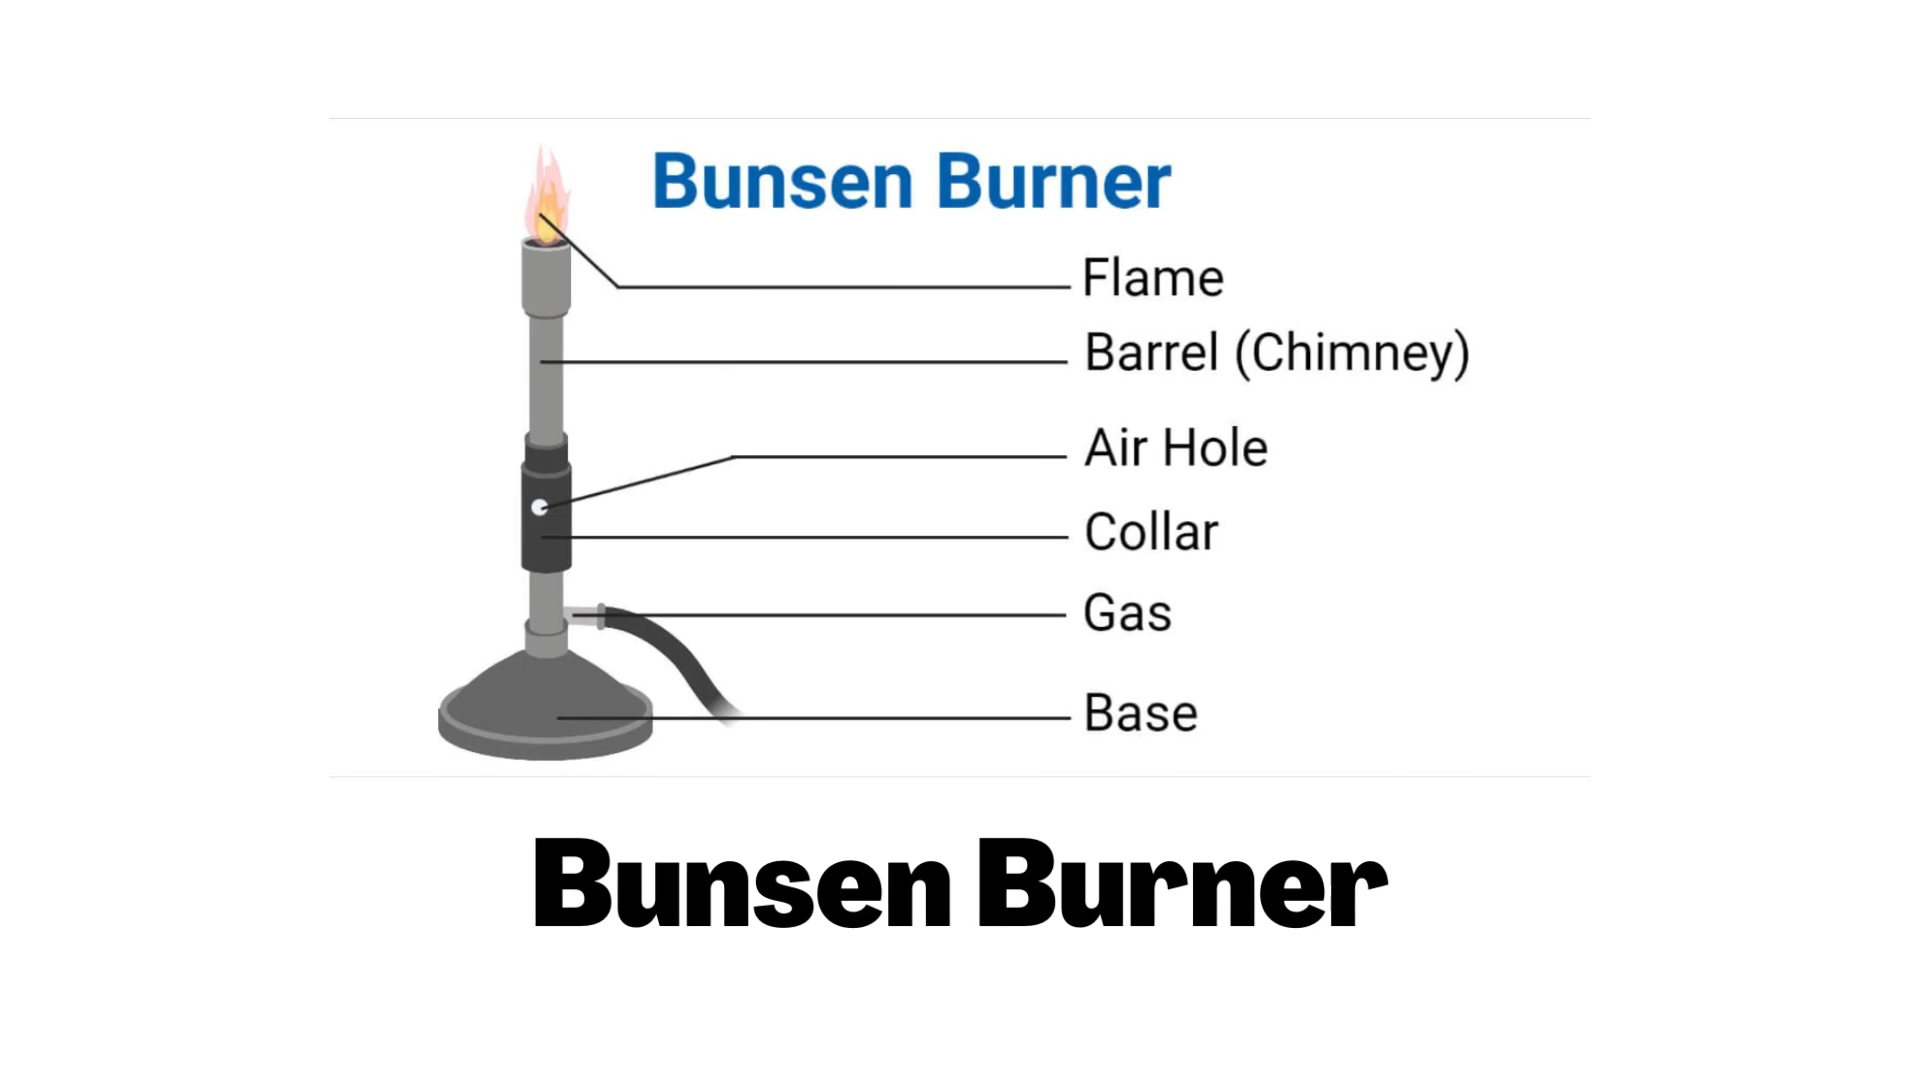 Bunsen Burner
Flame
Barrel (Chimney)
Air Hole
Collar
Gas
Base
Bunsen Burner